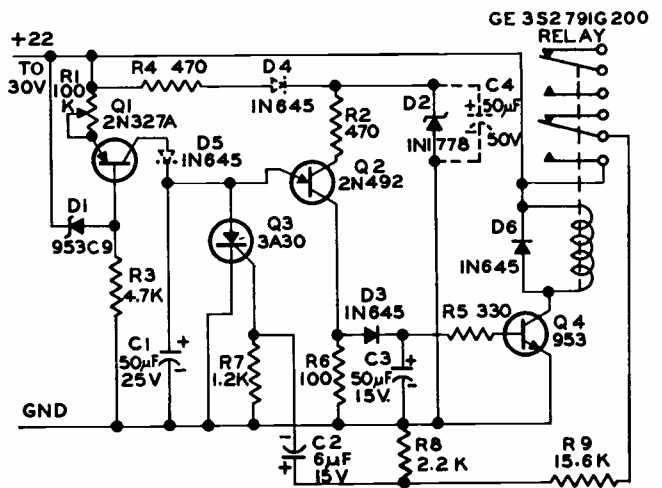 GE 3S2791G200
RELAY
+22
TO
30V
R1
100
K
R4 470
D4
1N645
Q1
2N327A
D5
1N645
R2
470
D2
1N1778
C4
+
50µF
50V
Q2
2N492
D1
953C9
Q3
3A30
D6
1N645
R3
4.7K
D3
1N645
R5 330
Q4
953
C1
50µF
25V
+
-
R7
1.2K
R6
100
C3
50µF
15V
+
-
GND
-
+
C2
6µF
15V
R8
2.2 K
R9
15.6K